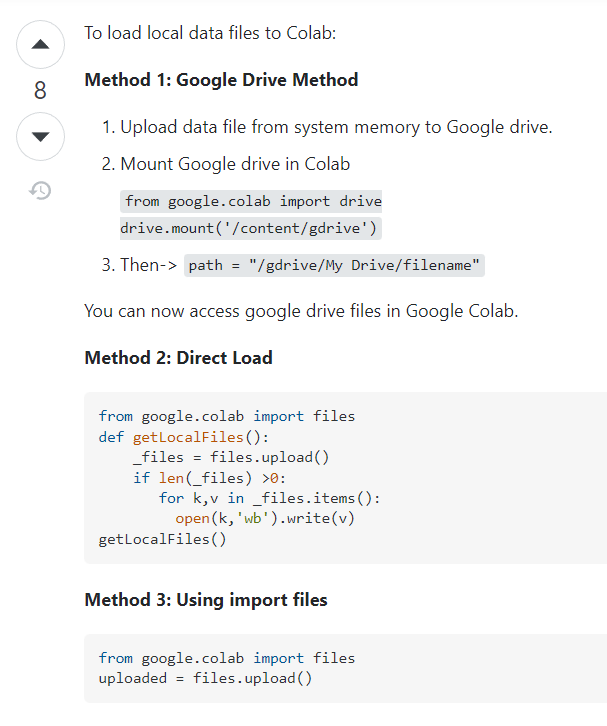 To load local data files to Colab:
8
Method 1: Google Drive Method
1. Upload data file from system memory to Google drive.
2. Mount Google drive in Colab
from google.colab import drive
drive.mount('/content/gdrive')
3. Then-> path = "/gdrive/My Drive/filename"
You can now access google drive files in Google Colab.
Method 2: Direct Load
from google.colab import files
def getLocalFiles():
    _files = files.upload()
    if len(_files) >0:
       for k,v in _files.items():
         open(k,'wb').write(v)
getLocalFiles()
Method 3: Using import files
from google.colab import files
uploaded = files.upload()